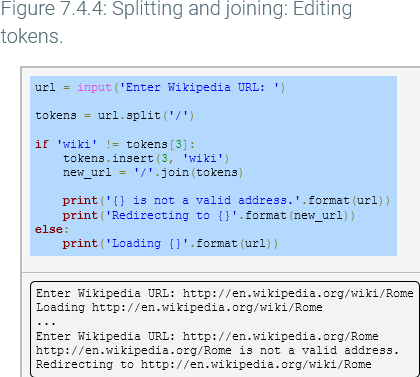 Figure 7.4.4: Splitting and joining: Editing
tokens.
url = input('Enter Wikipedia URL: ')
tokens = url.split('/')
if 'wiki' != tokens[3]:
    tokens.insert(3, 'wiki')
    new_url = '/'.join(tokens)
    print('{} is not a valid address.'.format(url))
    print('Redirecting to {}'.format(new_url))
else:
    print('Loading {}'.format(url))
Enter Wikipedia URL: http://en.wikipedia.org/wiki/Rome
Loading http://en.wikipedia.org/wiki/Rome
...
Enter Wikipedia URL: http://en.wikipedia.org/Rome
http://en.wikipedia.org/Rome is not a valid address.
Redirecting to http://en.wikipedia.org/wiki/Rome